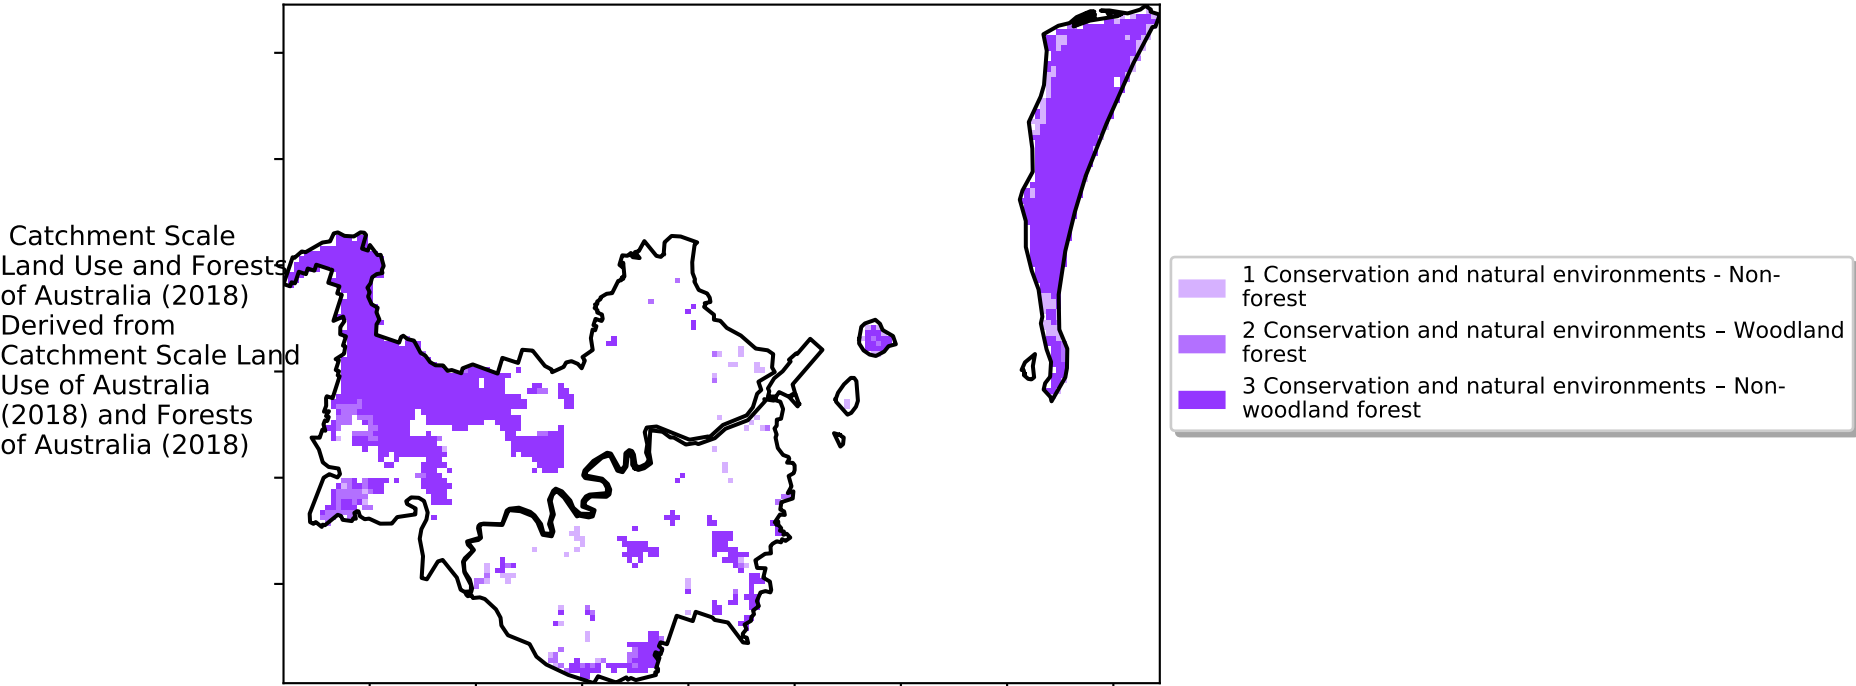 Catchment Scale
Land Use and Forests
of Australia (2018)
Derived from
Catchment Scale Land
Use of Australia
(2018) and Forests
of Australia (2018)
1 Conservation and natural environments - Non-
forest
2 Conservation and natural environments – Woodland
forest
3 Conservation and natural environments – Non-
woodland forest